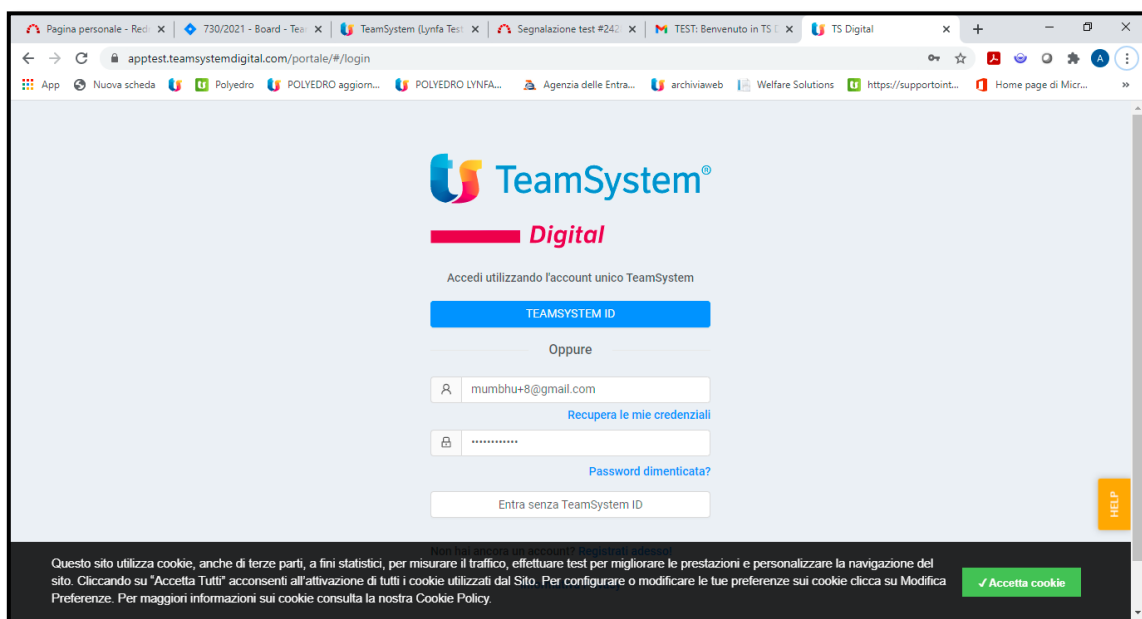 Pagina personale - Red
730/2021 - Board - Tea
TeamSystem (Lynfa Test
Segnalazione test #242
TEST: Benvenuto in TS D
TS Digital
apptest.teamsystemdigital.com/portale/#/login
A
App
Nuova scheda
Polyedro
POLYEDRO aggiorn...
POLYEDRO LYNFA...
Agenzia delle Entra...
archiviaweb
Welfare Solutions
https://supportoint...
Home page di Micr...
»
TeamSystem®
Digital
Accedi utilizzando l'account unico TeamSystem
TEAMSYSTEM ID
Oppure
mumbhu+8@gmail.com
Recupera le mie credenziali
Password dimenticata?
Entra senza TeamSystem ID
HELP
Non hai ancora un account? Registrati adesso!
Questo sito utilizza cookie, anche di terze parti, a fini statistici, per misurare il traffico, effettuare test per migliorare le prestazioni e personalizzare la navigazione del
sito. Cliccando su "Accetta Tutti" acconsenti all'attivazione di tutti i cookie utilizzati dal Sito. Per configurare o modificare le tue preferenze sui cookie clicca su Modifica
Preferenze. Per maggiori informazioni sui cookie consulta la nostra Cookie Policy.
✓ Accetta cookie